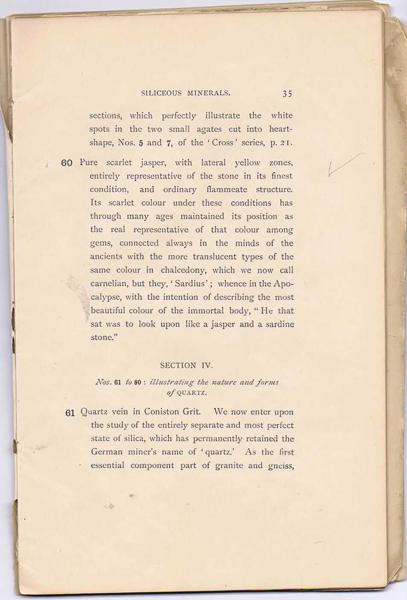 SILICEOUS MINERALS. 35
sections, which perfectly illustrate the white
spots in the two small agates cut into heart-
shape, Nos. 5 and 7, of the ‘Cross’ series, p. 21.
60 Pure scarlet jasper, with lateral yellow zones,
entirely representative of the stone in its finest
condition, and ordinary flammeate structure.
Its scarlet colour under these conditions has
through many ages maintained its position as
the real representative of that colour among
gems, connected always in the minds of the
ancients with the more translucent types of the
same colour in chalcedony, which we now call
carnelian, but they, ‘Sardius’; whence in the Apo-
calypse, with the intention of describing the most
beautiful colour of the immortal body, “He that
sat was to look upon like a jasper and a sardine
stone.”
SECTION IV.
Nos. 61 to 80: illustrating the nature and forms
of QUARTZ.
61 Quartz vein in Coniston Grit. We now enter upon
the study of the entirely separate and most perfect
state of silica, which has permanently retained the
German miner’s name of ‘quartz.’ As the first
essential component part of granite and gneiss,